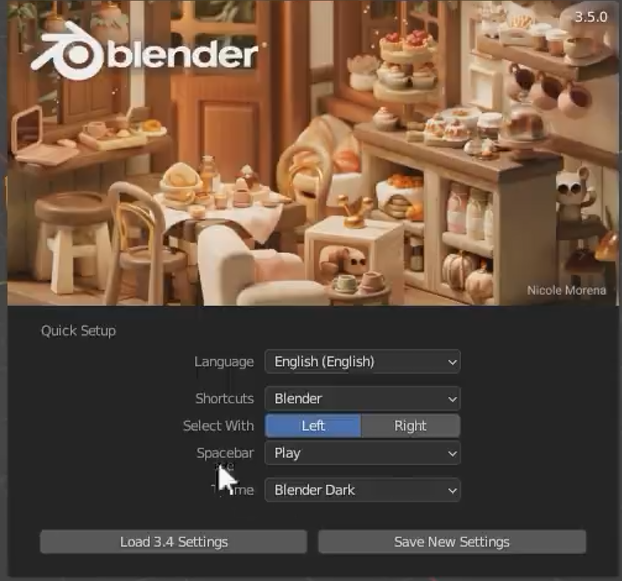 3.5.0
blender
Nicole Morena
Quick Setup
Language English (English)
Shortcuts Blender
Select With Left Right
Spacebar Play
Blender Dark
Load 3.4 Settings Save New Settings